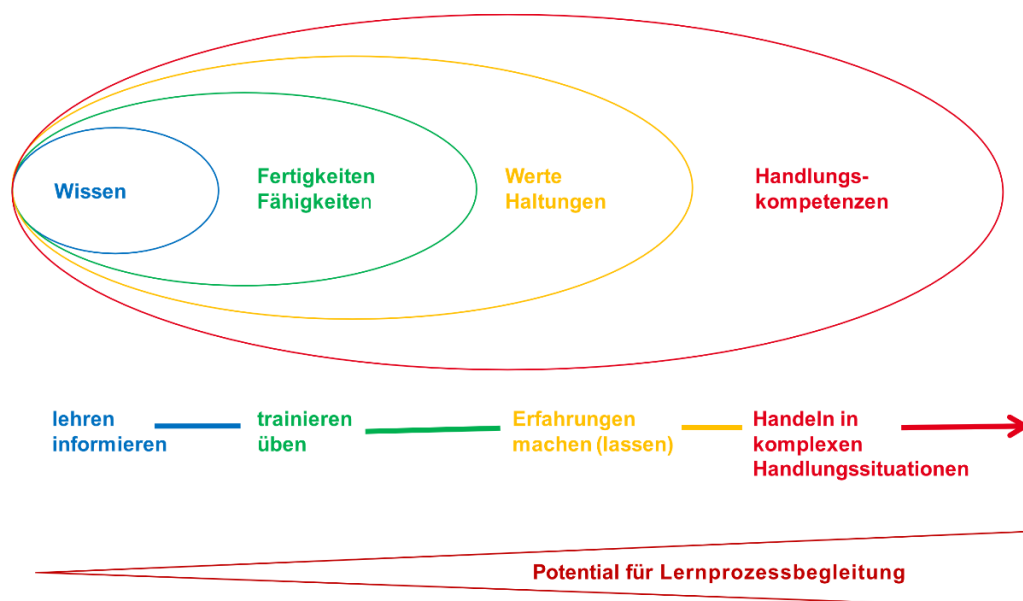 Wissen
Fertigkeiten
Fähigkeiten
Werte
Haltungen
Handlungs-
kompetenzen
lehren
informieren
trainieren
üben
Erfahrungen
machen (lassen)
Handeln in
komplexen
Handlungssituationen
Potential für Lernprozessbegleitung